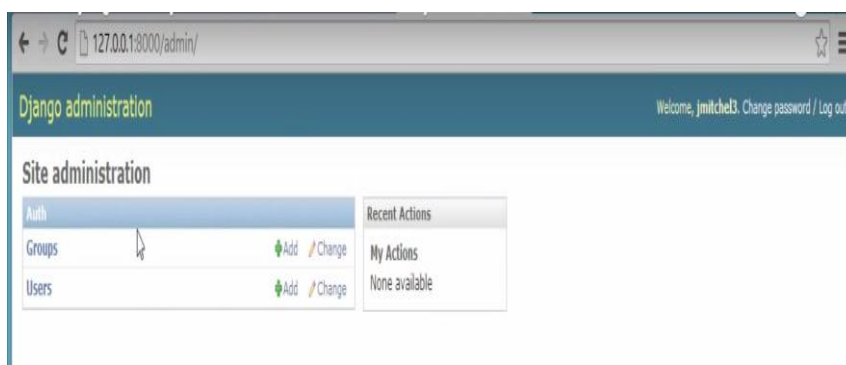 127.0.0.1:8000/admin/
Django administration
Welcome, jmitchel3. Change password / Log out
Site administration
Auth
Groups Add Change
Users Add Change
Recent Actions
My Actions
None available